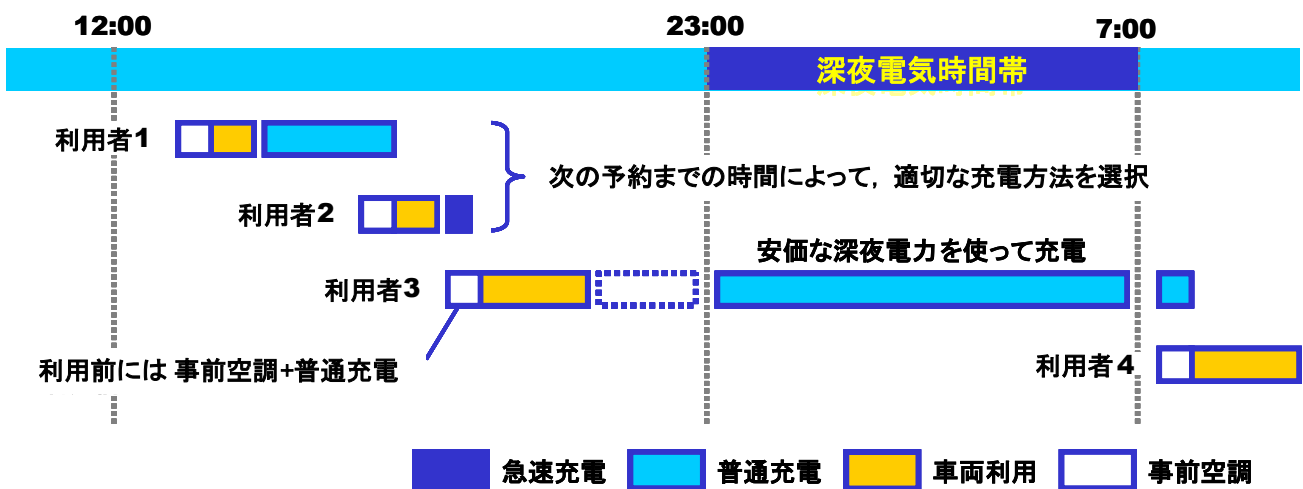 12:00
23:00
7:00
深夜電気時間帯
利用者1
次の予約までの時間によって, 適切な充電方法を選択
利用者2
安価な深夜電力を使って充電
利用者3
利用前には 事前空調+普通充電
利用者4
急速充電
普通充電
車両利用
事前空調